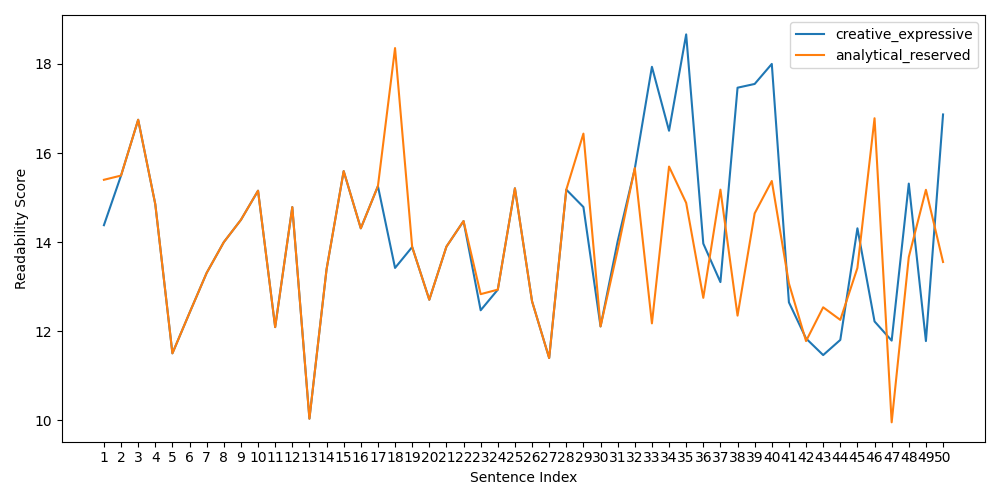 creative_expressive
analytical_reserved
18
16
14
12
10
Readability Score
1 2 3 4 5 6 7 8 9 10 11 12 13 14 15 16 17 18 19 20 21 22 23 24 25 26 27 28 29 30 31 32 33 34 35 36 37 38 39 40 41 42 43 44 45 46 47 48 49 50
Sentence Index